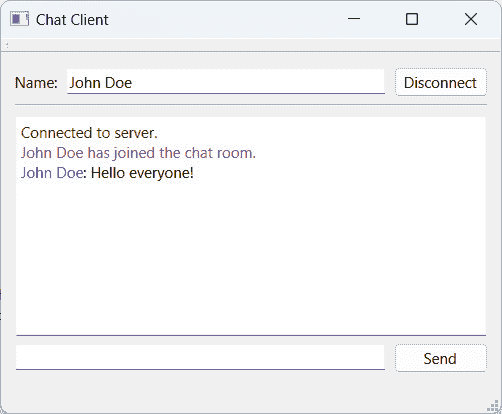 Chat Client
Name: John Doe Disconnect
Connected to server.
John Doe has joined the chat room.
John Doe: Hello everyone!
Send